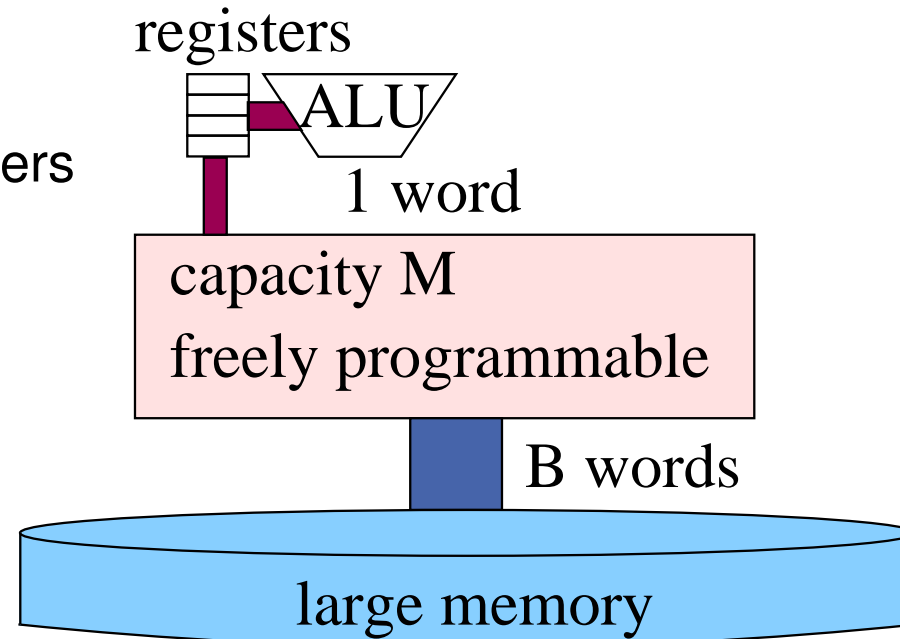 registers
ALU
ers
1 word
capacity M
freely programmable
B words
large memory